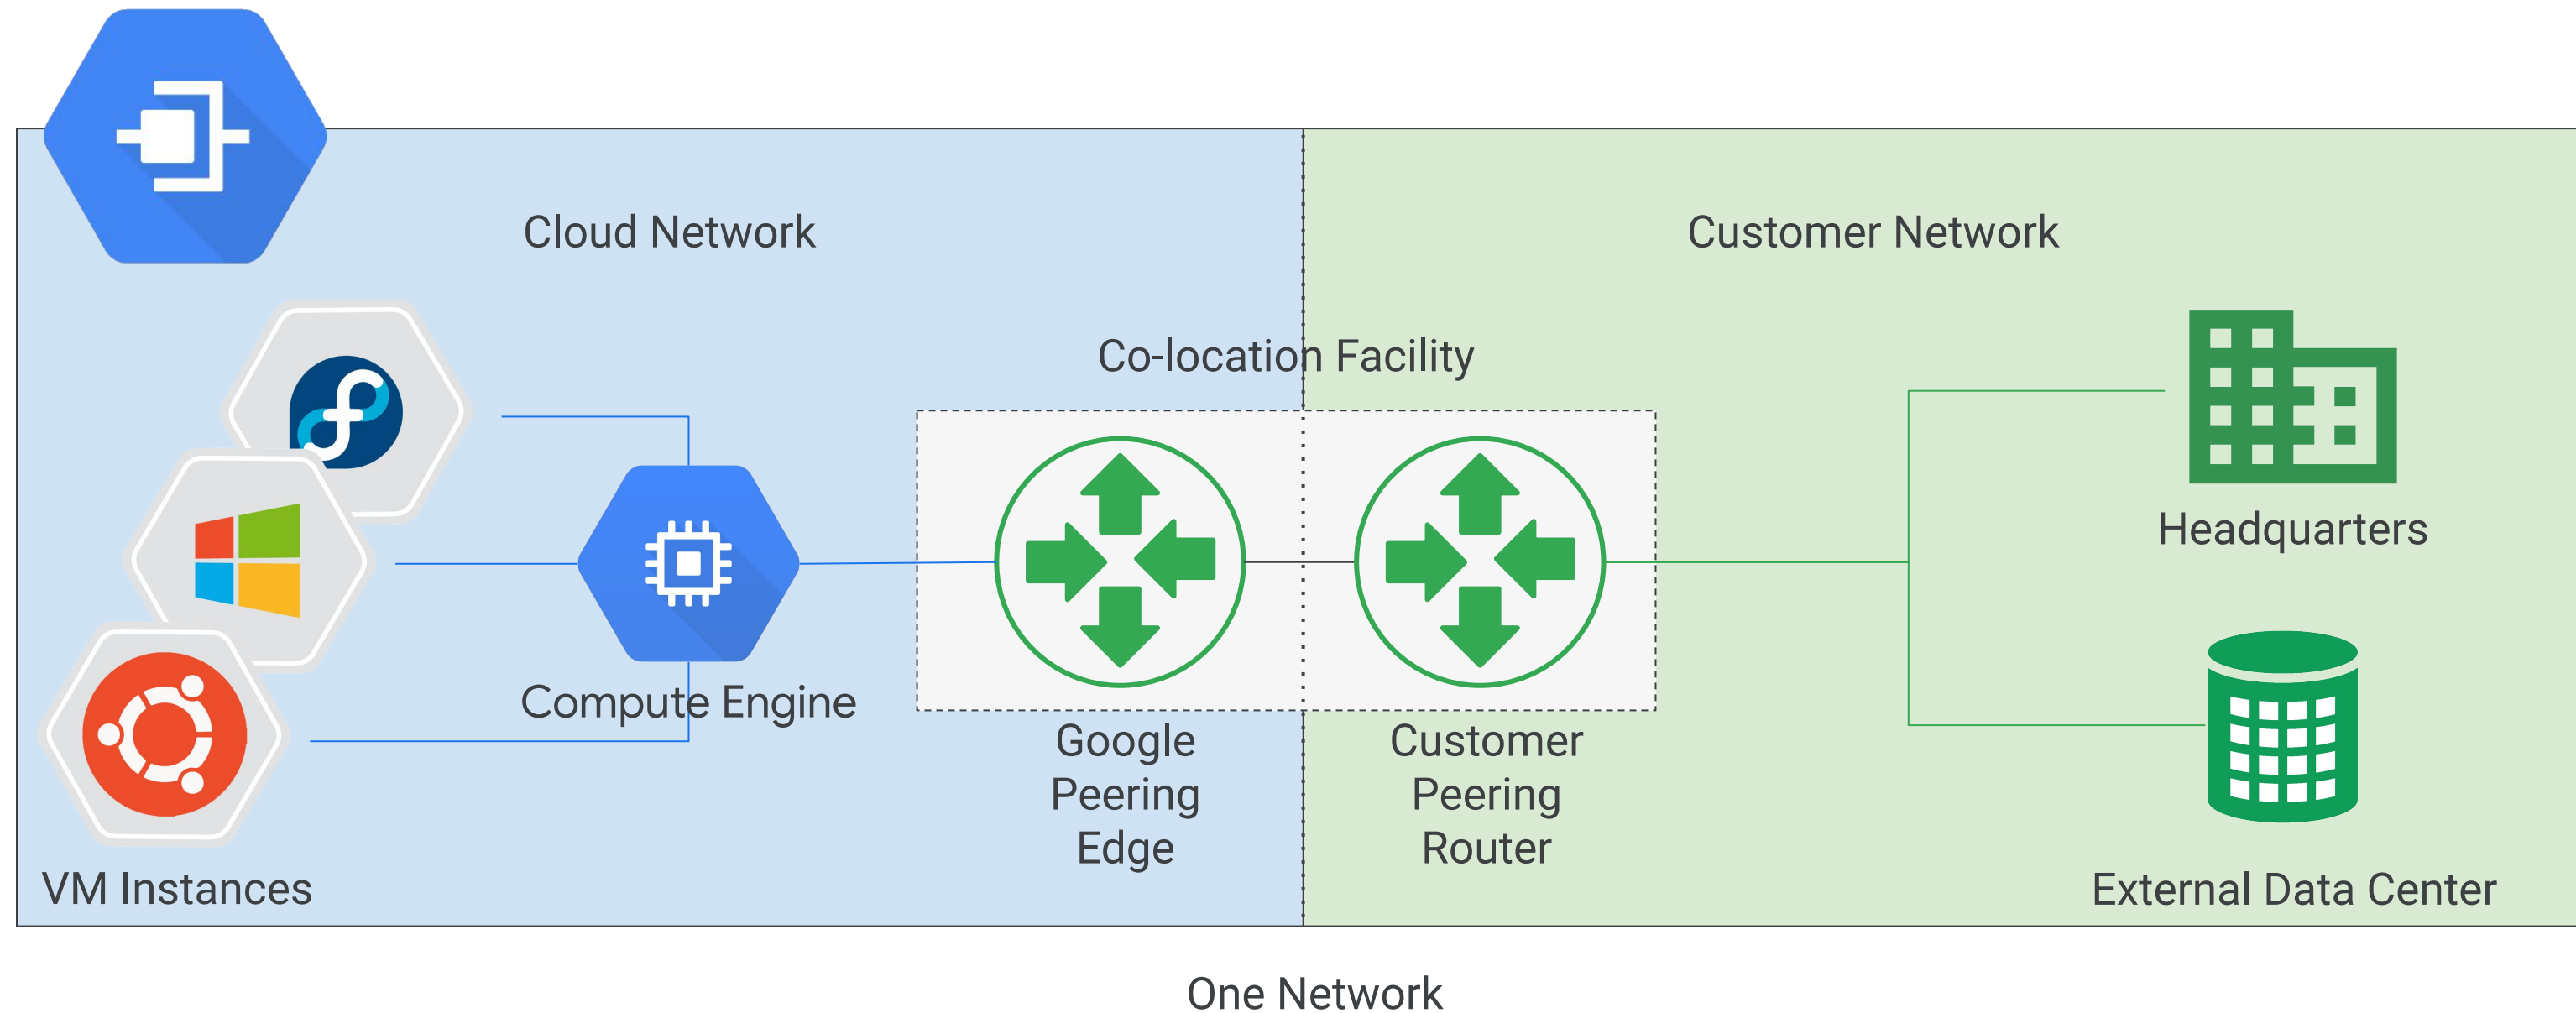 Cloud Network
Customer Network
Co-location Facility
Headquarters
Compute Engine
Google
Peering
Edge
Customer
Peering
Router
VM Instances
External Data Center
One Network